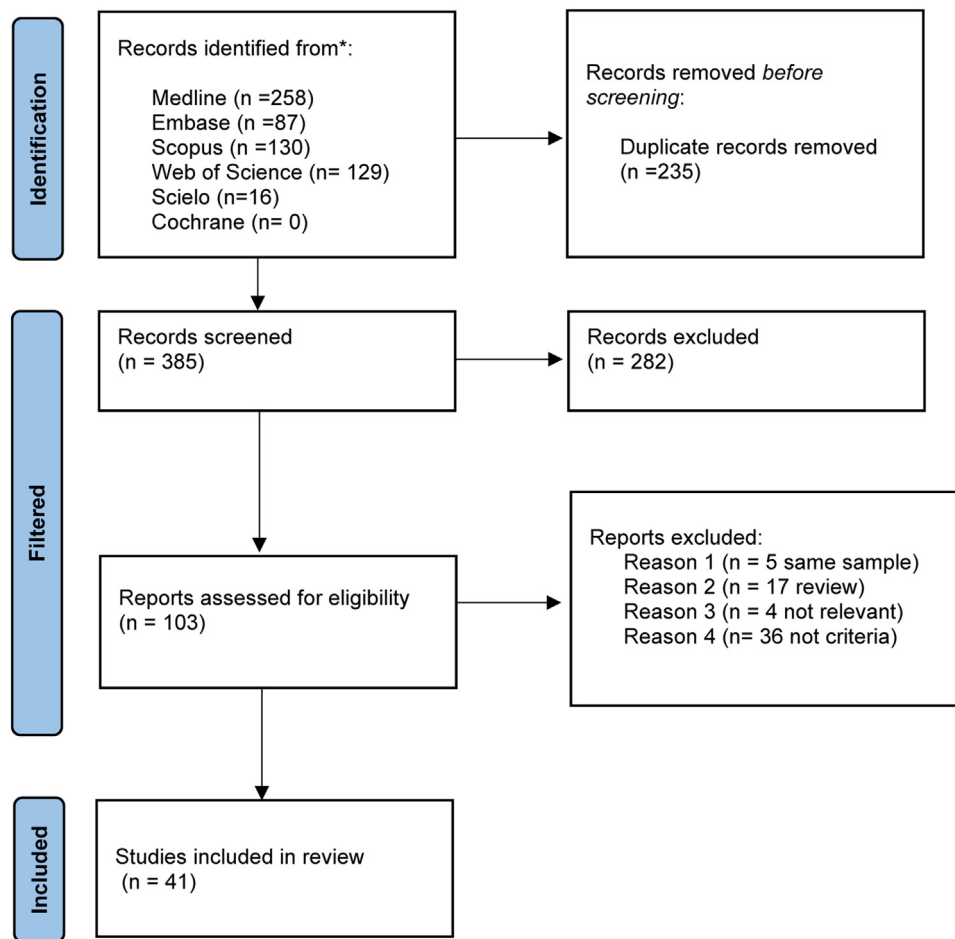 Identification
Records identified from*:
Medline (n =258)
Embase (n =87)
Scopus (n =130)
Web of Science (n= 129)
Scielo (n=16)
Cochrane (n= 0)
Records removed before
screening:
Duplicate records removed
(n =235)
Filtered
Records screened
(n = 385)
Records excluded
(n = 282)
Reports assessed for eligibility
(n = 103)
Reports excluded:
Reason 1 (n = 5 same sample)
Reason 2 (n = 17 review)
Reason 3 (n = 4 not relevant)
Reason 4 (n= 36 not criteria)
Included
Studies included in review
(n = 41)